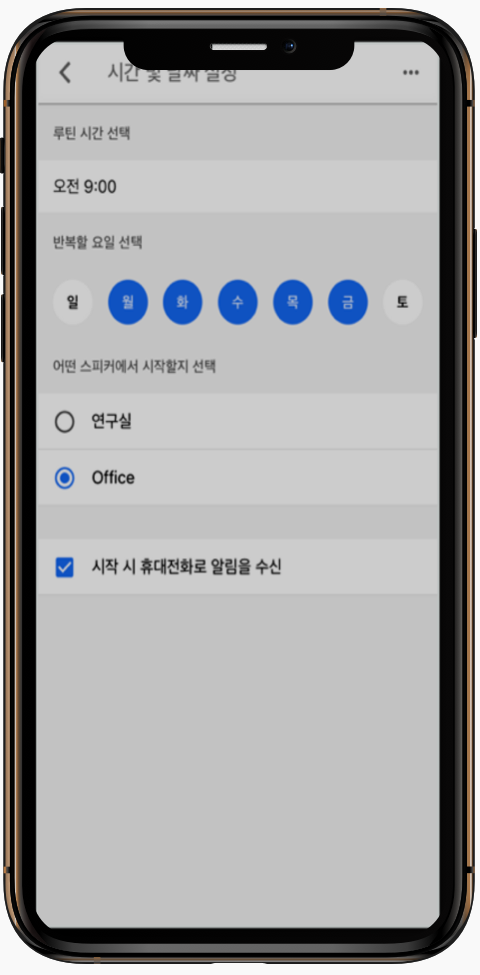 시간 및 날짜 설정
루틴 시간 선택
오전 9:00
반복할 요일 선택
일 월 화 수 목 금 토
어떤 스피커에서 시작할지 선택
연구실
Office
시작 시 휴대전화로 알림을 수신